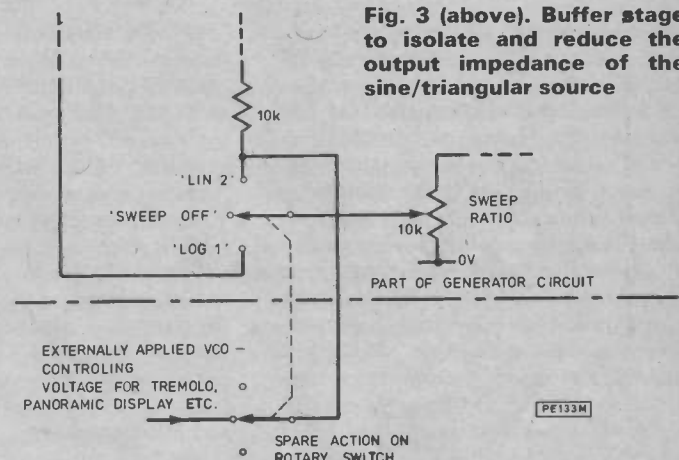 Fig. 3 (above). Buffer stage
to isolate and reduce the
output impedance of the
sine/triangular source
10k
'LIN 2'
'SWEEP OFF'
'LOG 1'
SWEEP
RATIO
10k
0V
PART OF GENERATOR CIRCUIT
EXTERNALLY APPLIED VCO –
CONTROLING
VOLTAGE FOR TREMOLO,
PANORAMIC DISPLAY ETC.
PE133M
SPARE ACTION ON
ROTARY SWITCH